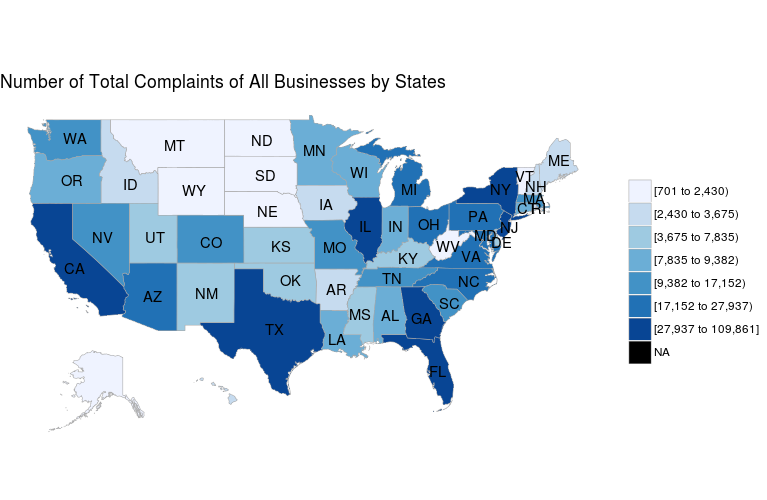 Number of Total Complaints of All Businesses by States
WA
MT
ND
MN
ME
OR
ID
SD
WI
VT
NH
WY
MI
NY
MA
NE
IA
PA
C RI
NV
UT
CO
IL
IN
OH
NJ
KS
MO
WV
MD
DE
CA
KY
VA
AZ
NM
OK
TN
NC
AR
SC
TX
MS
AL
GA
LA
FL
[701 to 2,430)
[2,430 to 3,675)
[3,675 to 7,835)
[7,835 to 9,382)
[9,382 to 17,152)
[17,152 to 27,937)
[27,937 to 109,861]
NA